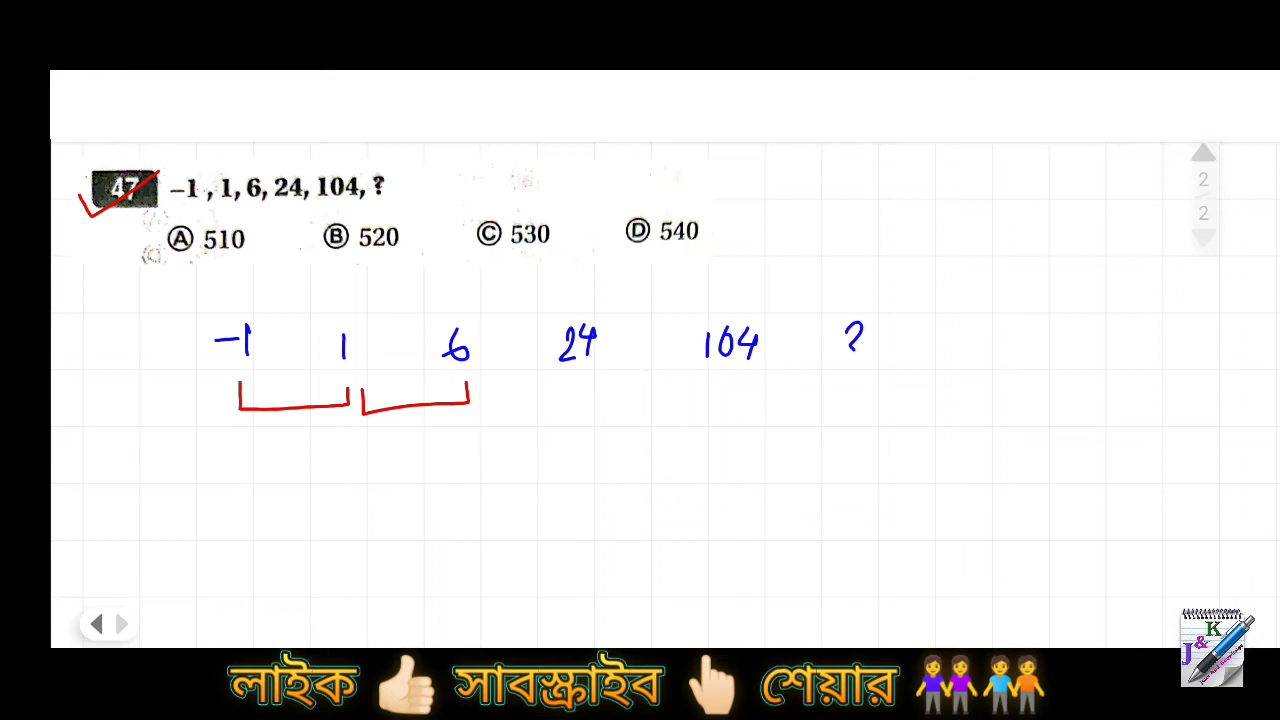 47 –1 , 1, 6, 24, 104, ?
Ⓐ 510 Ⓑ 520 Ⓒ 530 Ⓓ 540
–1 1 6 24 104 ?
2
2
J & K
লাইক সাবস্ক্রাইব শেয়ার